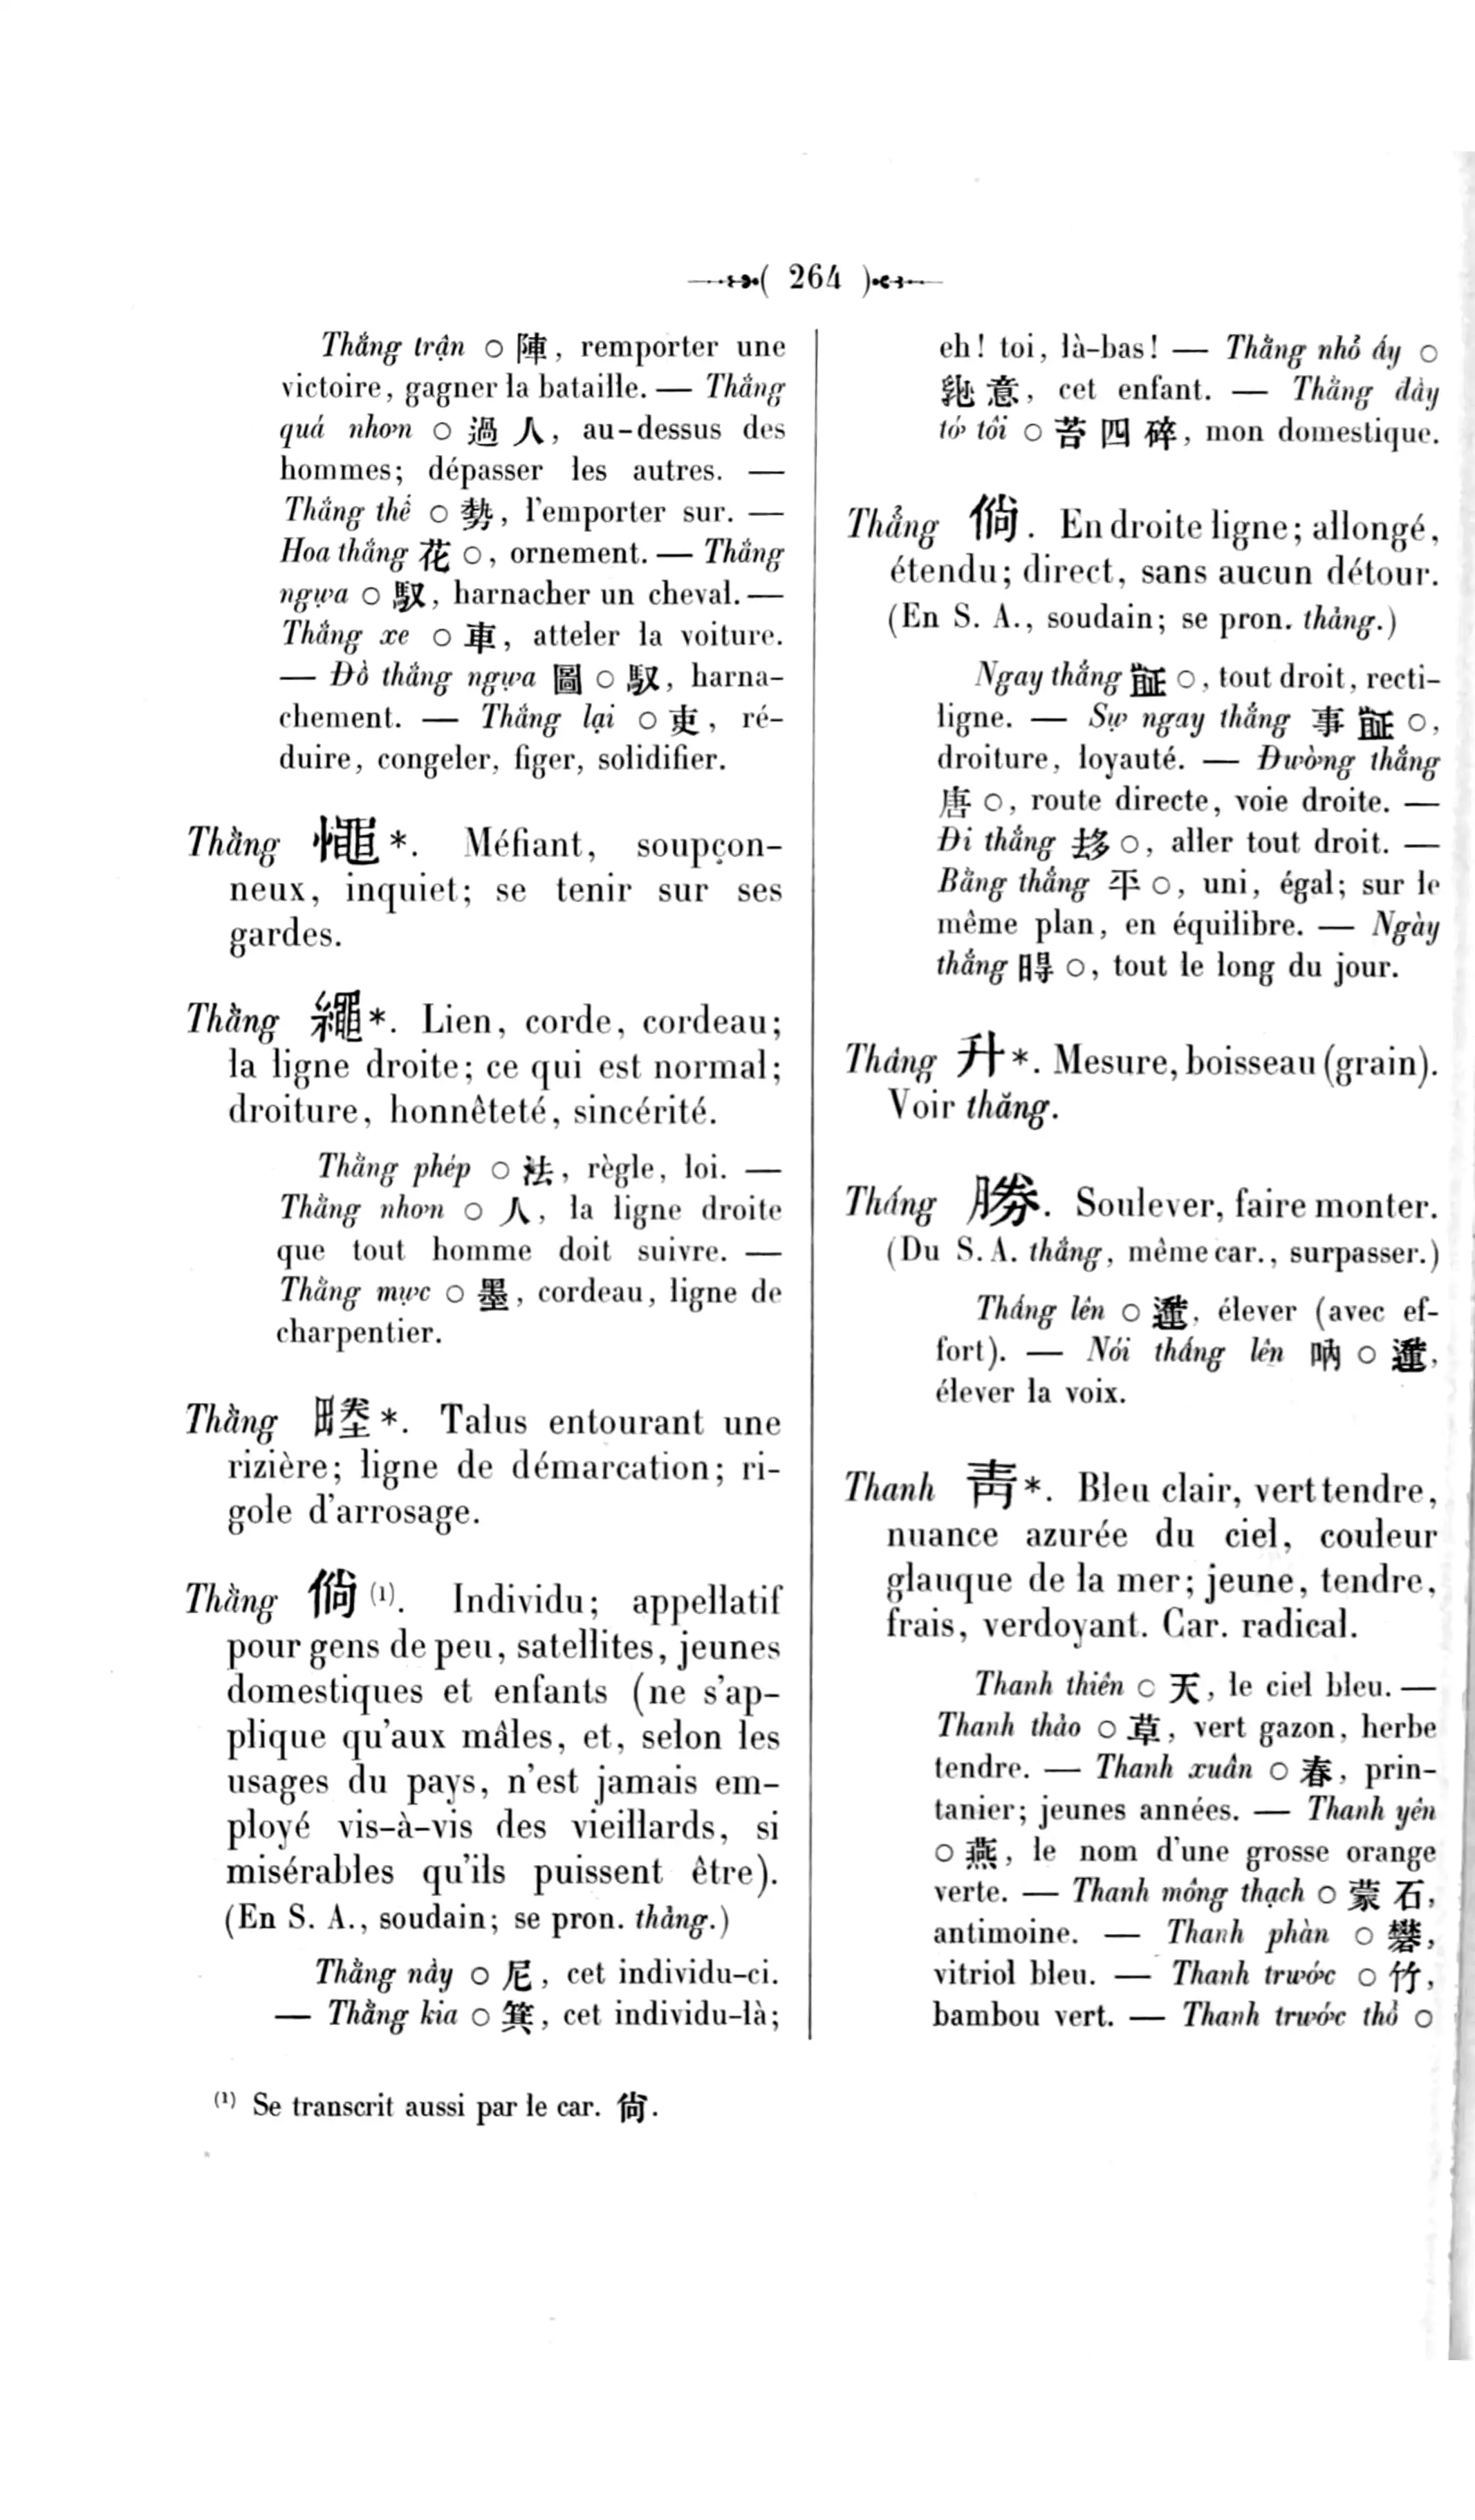 ( 264 )
Thắng trận ○ 陣, remporter une
victoire, gagner la bataille. — Thắng
quá nhơn ○ 過 人, au-dessus des
hommes; dépasser les autres. —
Thắng thế ○ 勢, l'emporter sur. —
Hoa thắng 花 ○, ornement. — Thắng
ngựa ○ 馭, harnacher un cheval. —
Thắng xe ○ 車, atteler la voiture.
— Đồ thắng ngựa 圖 ○ 馭, harna-
chement. — Thắng lại ○ 吏, ré-
duire, congeler, figer, solidifier.
Thằng *. Méfiant, soupçon-
neux, inquiet; se tenir sur ses
gardes.
Thằng 繩 *. Lien, corde, cordeau;
la ligne droite; ce qui est normal;
droiture, honnêteté, sincérité.
Thằng phép ○ 法, règle, loi. —
Thằng nhơn ○ 人, la ligne droite
que tout homme doit suivre. —
Thằng mực ○ 墨, cordeau, ligne de
charpentier.
Thằng *. Talus entourant une
rizière; ligne de démarcation; ri-
gole d'arrosage.
Thằng 倘 (1). Individu; appellatif
pour gens de peu, satellites, jeunes
domestiques et enfants (ne s'ap-
plique qu'aux mâles, et, selon les
usages du pays, n'est jamais em-
ployé vis-à-vis des vieillards, si
misérables qu'ils puissent être).
(En S. A., soudain; se pron. thảng.)
Thằng nầy ○ 尼, cet individu-ci.
— Thằng kia ○ 箕, cet individu-là;
(1) Se transcrit aussi par le car. 尙.
eh! toi, là-bas! — Thằng nhỏ ấy ○
意, cet enfant. — Thằng đầy
tớ tôi ○ 苔 四 碎, mon domestique.
Thẳng 倘. En droite ligne; allongé,
étendu; direct, sans aucun détour.
(En S. A., soudain; se pron. thảng.)
Ngay thẳng ○, tout droit, recti-
ligne. — Sự ngay thẳng 事 ○,
droiture, loyauté. — Đường thẳng
唐 ○, route directe, voie droite. —
Đi thẳng ○, aller tout droit. —
Bằng thẳng 平 ○, uni, égal; sur le
même plan, en équilibre. — Ngày
thẳng ○, tout le long du jour.
Thâng 升 *. Mesure, boisseau (grain).
Voir thăng.
Thấng 勝. Soulever, faire monter.
(Du S. A. thắng, même car., surpasser.)
Thấng lên ○, élever (avec ef-
fort). — Nói thấng lên 吶 ○,
élever la voix.
Thanh 靑 *. Bleu clair, vert tendre,
nuance azurée du ciel, couleur
glauque de la mer; jeune, tendre,
frais, verdoyant. Car. radical.
Thanh thiên ○ 天, le ciel bleu. —
Thanh thảo ○ 草, vert gazon, herbe
tendre. — Thanh xuân ○ 春, prin-
tanier; jeunes années. — Thanh yên
○ 燕, le nom d'une grosse orange
verte. — Thanh mông thạch ○ 蒙 石,
antimoine. — Thanh phàn ○ 礬,
vitriol bleu. — Thanh trước ○ 竹,
bambou vert. — Thanh trước thỏ ○